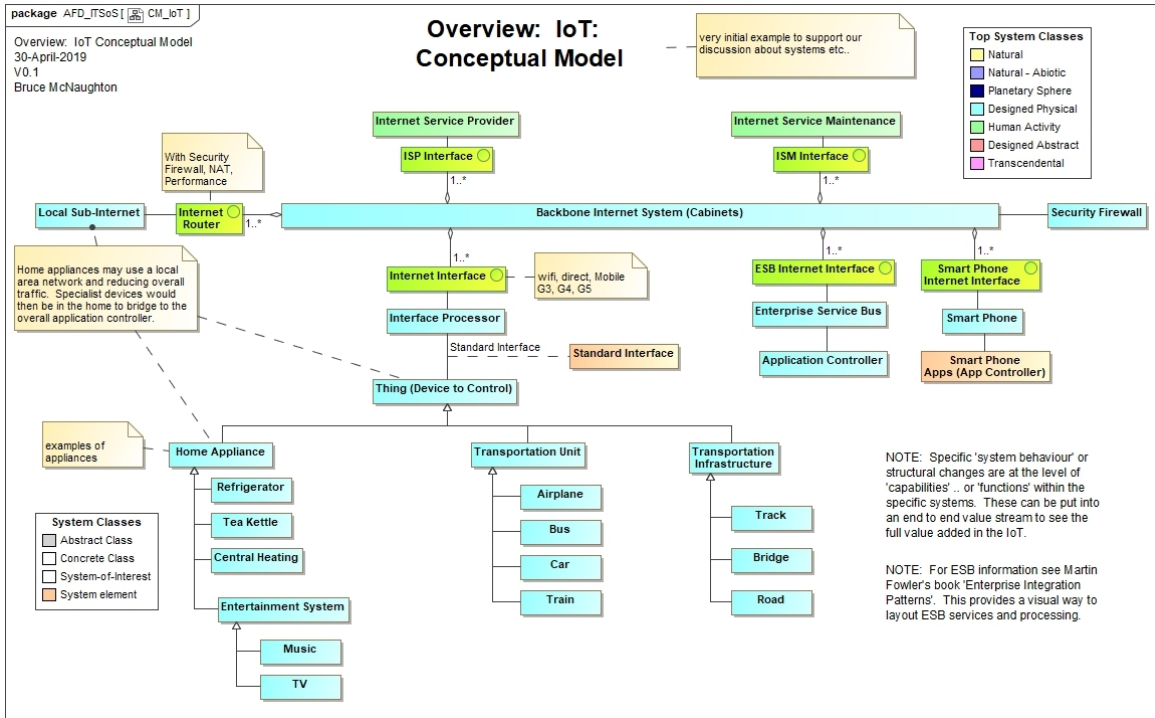 package AFD_ITSoS [ CM_IoT ]
Overview: IoT Conceptual Model
30-April-2019
V0.1
Bruce McNaughton
Overview: IoT:
Conceptual Model
very initial example to support our
discussion about systems etc..
Top System Classes
Natural
Natural - Abiotic
Planetary Sphere
Designed Physical
Human Activity
Designed Abstract
Transcendental
Internet Service Provider
ISP Interface
1..*
Internet Service Maintenance
ISM Interface
1..*
With Security
Firewall, NAT,
Performance
Local Sub-Internet
Internet
Router
1..*
Backbone Internet System (Cabinets)
Security Firewall
1..*
Internet Interface
wifi, direct, Mobile
G3, G4, G5
1..*
ESB Internet Interface
1..*
Smart Phone
Internet Interface
Home appliances may use a local
area network and reducing overall
traffic. Specialist devices would
then be in the home to bridge to the
overall application controller.
Interface Processor
Enterprise Service Bus
Smart Phone
Standard Interface
Standard Interface
Application Controller
Smart Phone
Apps (App Controller)
Thing (Device to Control)
examples of
appliances
Home Appliance
Refrigerator
Tea Kettle
Central Heating
Entertainment System
Music
TV
Transportation Unit
Airplane
Bus
Car
Train
Transportation
Infrastructure
Track
Bridge
Road
System Classes
Abstract Class
Concrete Class
System-of-Interest
System element
NOTE: Specific 'system behaviour' or
structural changes are at the level of
'capabilities' .. or 'functions' within the
specific systems. These can be put into
an end to end value stream to see the
full value added in the IoT.
NOTE: For ESB information see Martin
Fowler's book 'Enterprise Integration
Patterns'. This provides a visual way to
layout ESB services and processing.